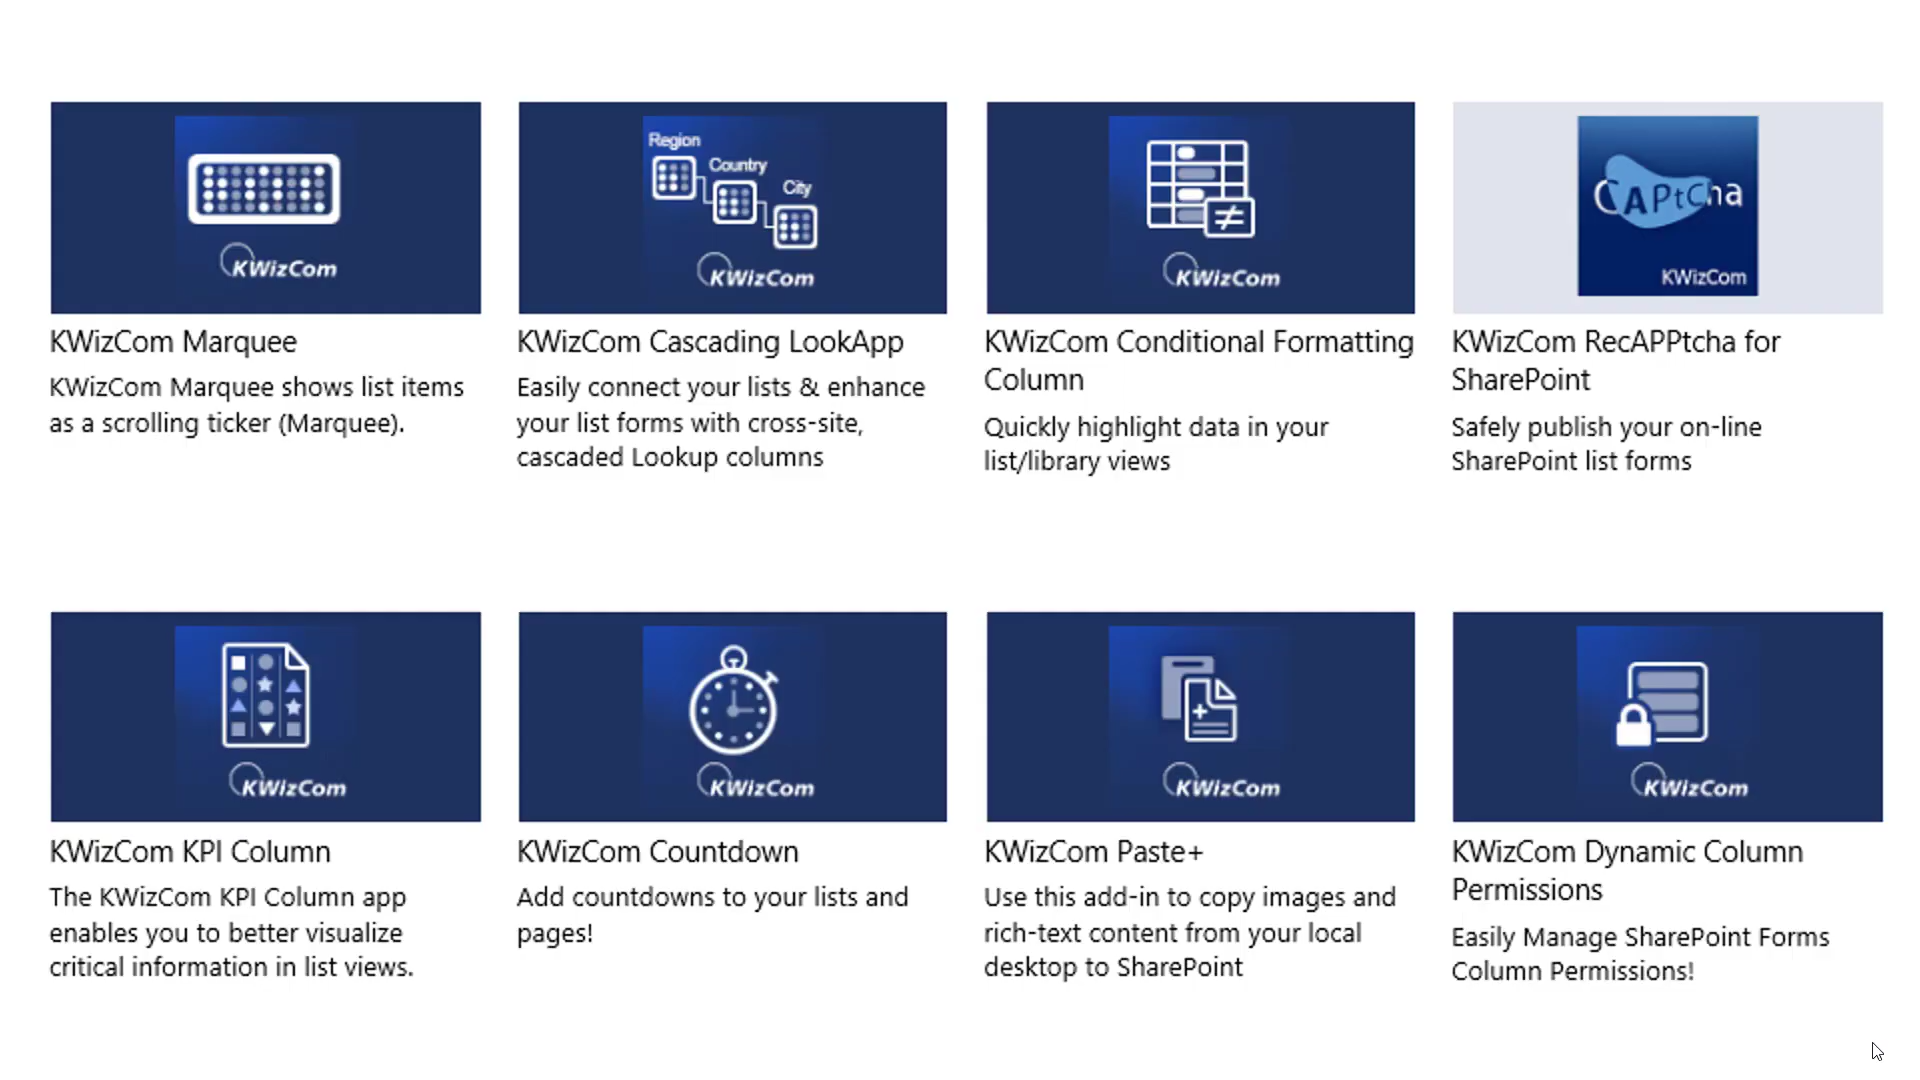 KWizCom
KWizCom Marquee
KWizCom Marquee shows list items
as a scrolling ticker (Marquee).
Region
Country
City
KWizCom
KWizCom Cascading LookApp
Easily connect your lists & enhance
your list forms with cross-site,
cascaded Lookup columns
KWizCom
KWizCom Conditional Formatting
Column
Quickly highlight data in your
list/library views
CAPtCha
KWizCom
KWizCom RecAPPtcha for
SharePoint
Safely publish your on-line
SharePoint list forms
KWizCom
KWizCom KPI Column
The KWizCom KPI Column app
enables you to better visualize
critical information in list views.
KWizCom
KWizCom Countdown
Add countdowns to your lists and
pages!
KWizCom
KWizCom Paste+
Use this add-in to copy images and
rich-text content from your local
desktop to SharePoint
KWizCom
KWizCom Dynamic Column
Permissions
Easily Manage SharePoint Forms
Column Permissions!